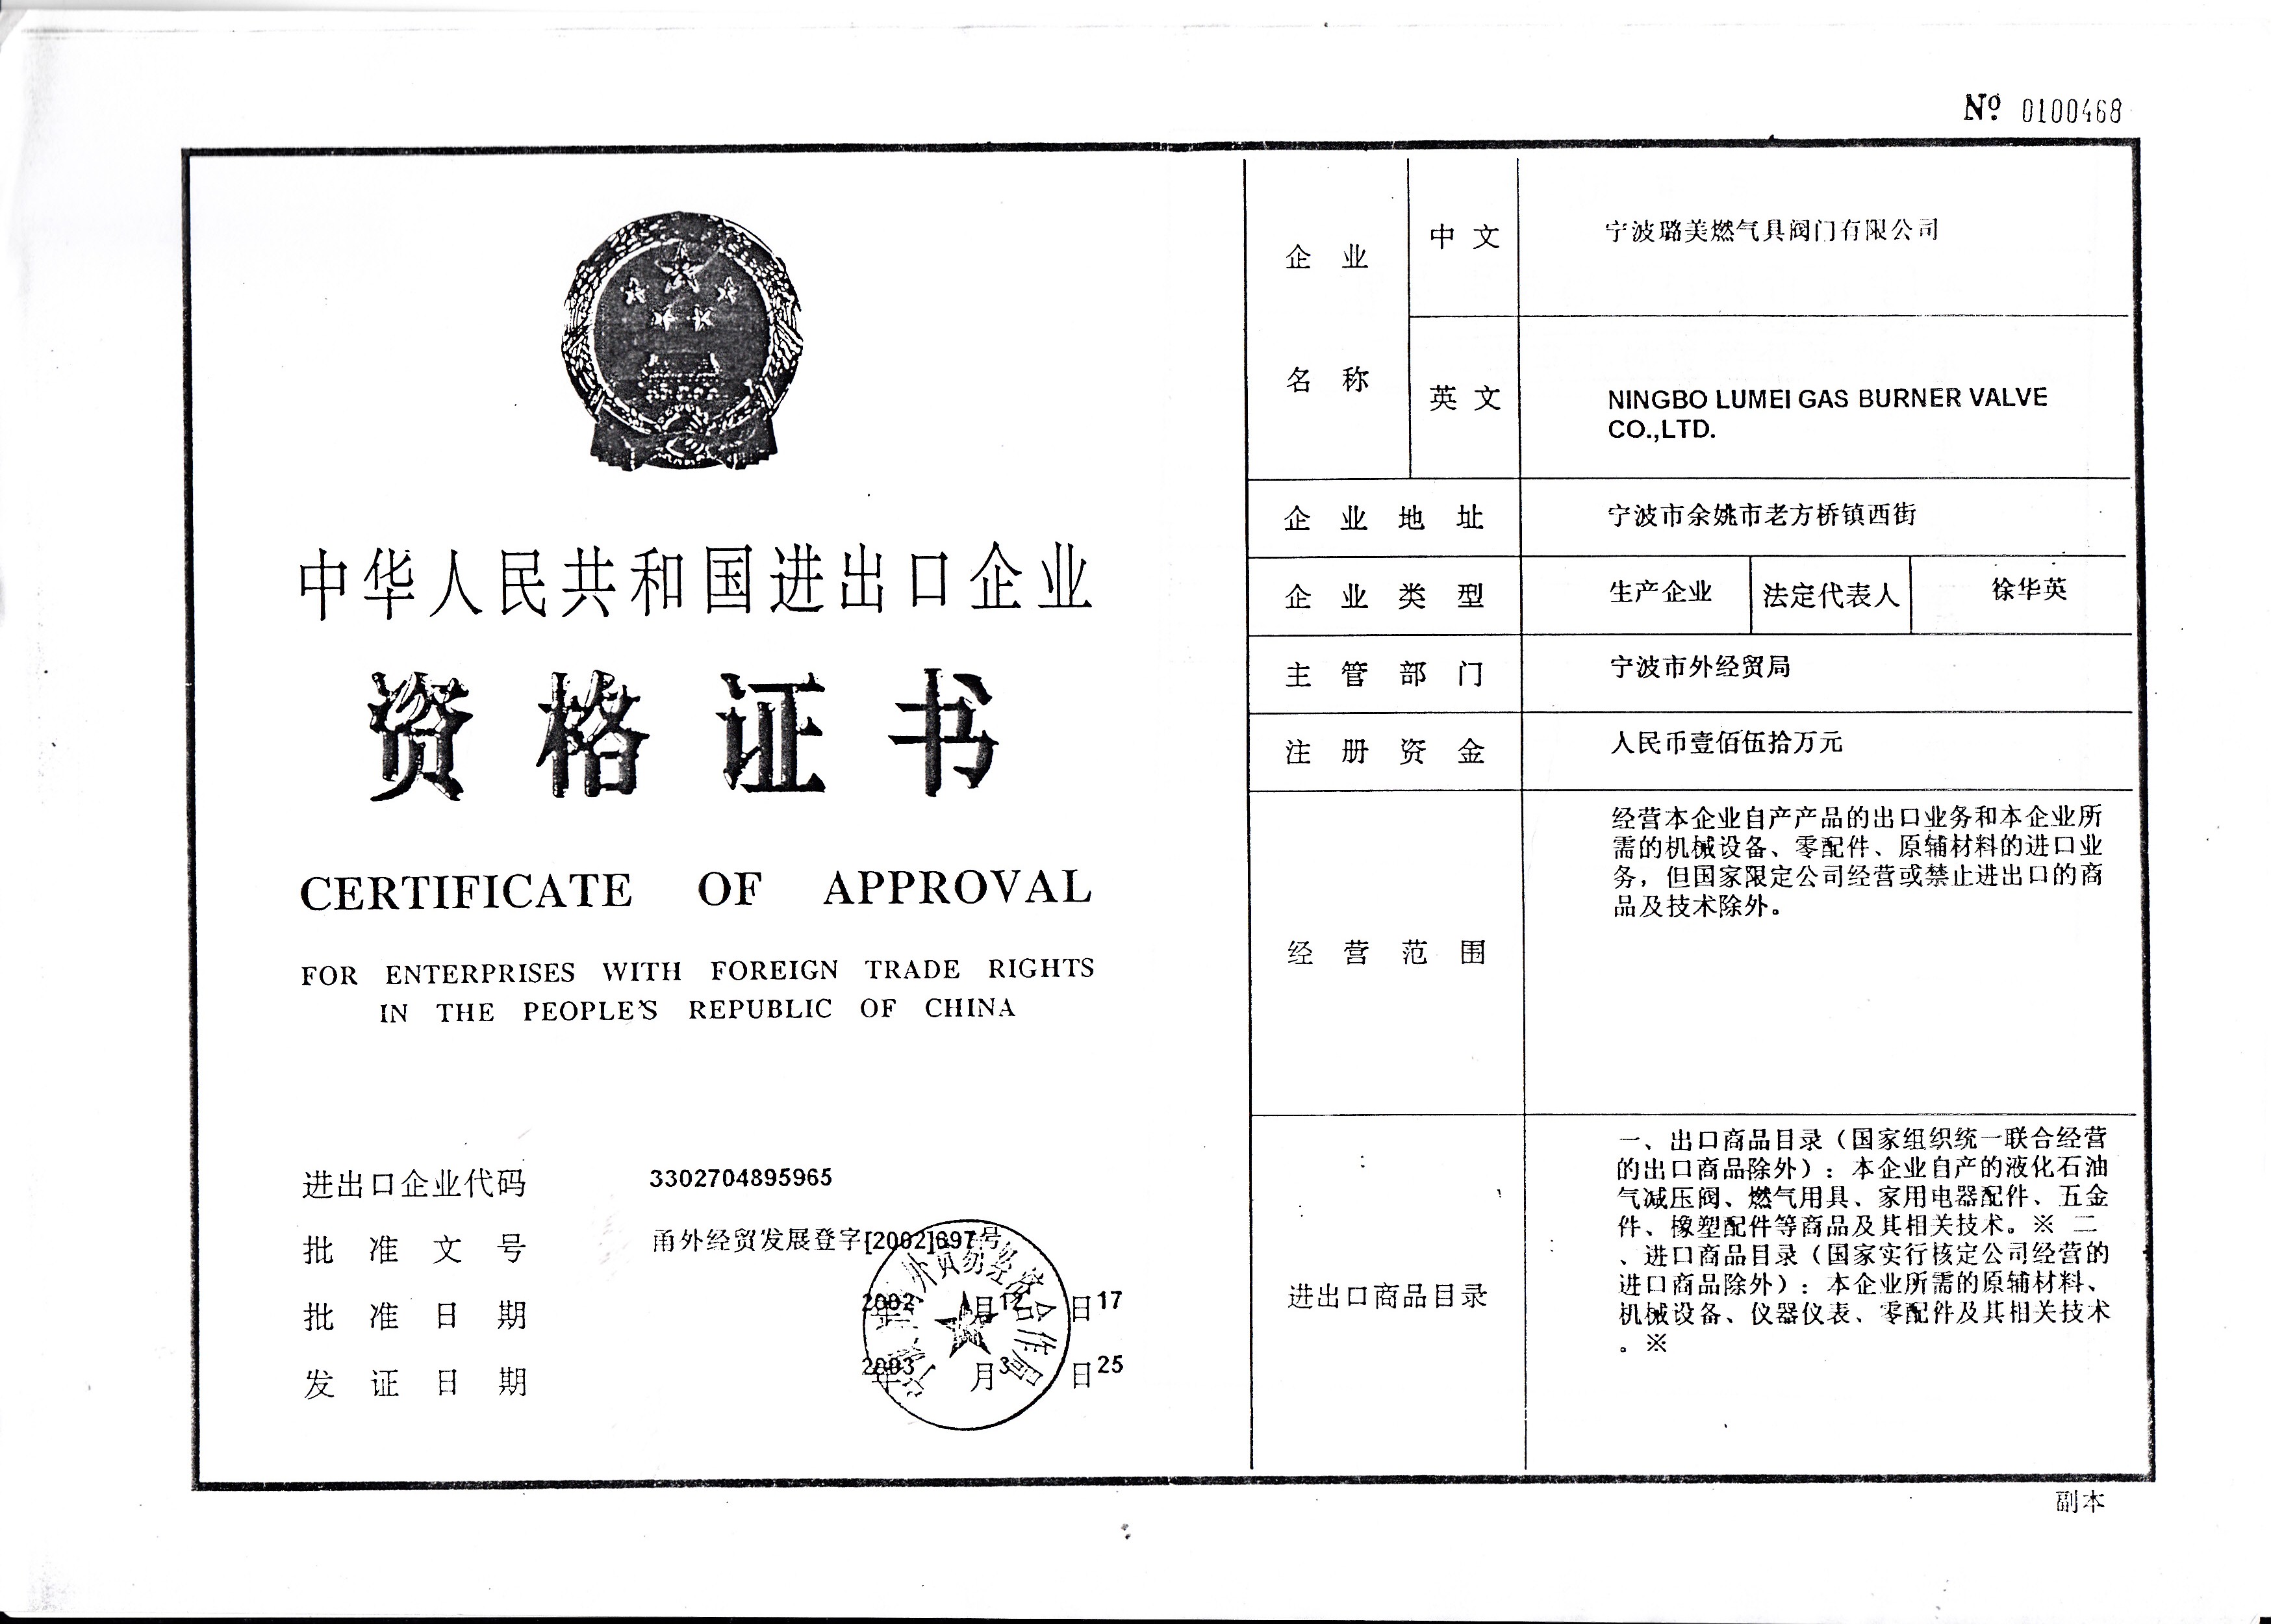 № 0100468
中华人民共和国进出口企业
资格证书
CERTIFICATE OF APPROVAL
FOR ENTERPRISES WITH FOREIGN TRADE RIGHTS
IN THE PEOPLE'S REPUBLIC OF CHINA
进出口企业代码 3302704895965
批准文号 甬外经贸发展登字[2002]697号
批准日期 2002年12月17日
发证日期 2003年3月25日
企业名称 中文 宁波璐美燃气具阀门有限公司
英文 NINGBO LUMEI GAS BURNER VALVE
CO.,LTD.
企业地址 宁波市余姚市老方桥镇西街
企业类型 生产企业 法定代表人 徐华英
主管部门 宁波市外经贸局
注册资金 人民币壹佰伍拾万元
经营范围
经营本企业自产产品的出口业务和本企业所
需的机械设备、零配件、原辅材料的进口业
务，但国家限定公司经营或禁止进出口的商
品及技术除外。
进出口商品目录
一、出口商品目录（国家组织统一联合经营
的出口商品除外）：本企业自产的液化石油
气减压阀、燃气用具、家用电器配件、五金
件、橡塑配件等商品及其相关技术。※ 二
、进口商品目录（国家实行核定公司经营的
进口商品除外）：本企业所需的原辅材料、
机械设备、仪器仪表、零配件及其相关技术
。※
副本